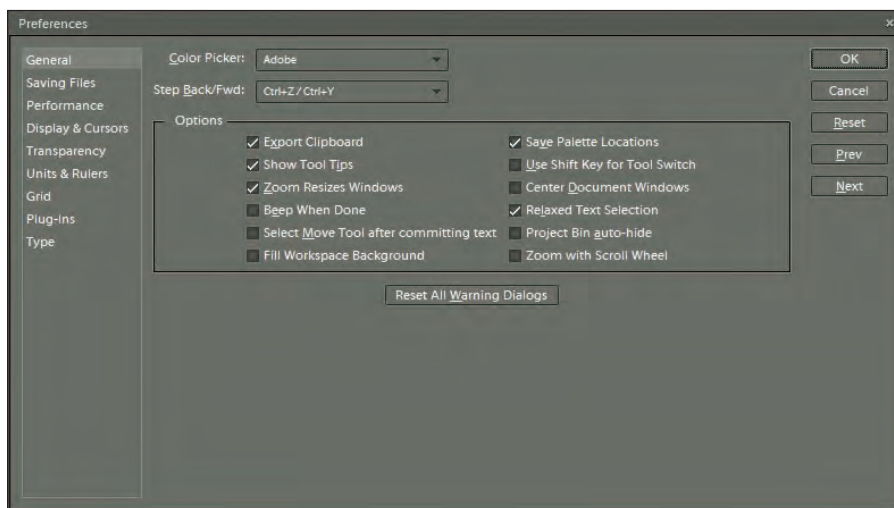 Preferences
General
Saving Files
Performance
Display & Cursors
Transparency
Units & Rulers
Grid
Plug-Ins
Type
Color Picker: Adobe
Step Back/Fwd: Ctrl+Z / Ctrl+Y
Options
Export Clipboard
Show Tool Tips
Zoom Resizes Windows
Beep When Done
Select Move Tool after committing text
Fill Workspace Background
Save Palette Locations
Use Shift Key for Tool Switch
Center Document Windows
Relaxed Text Selection
Project Bin auto-hide
Zoom with Scroll Wheel
Reset All Warning Dialogs
OK
Cancel
Reset
Prev
Next